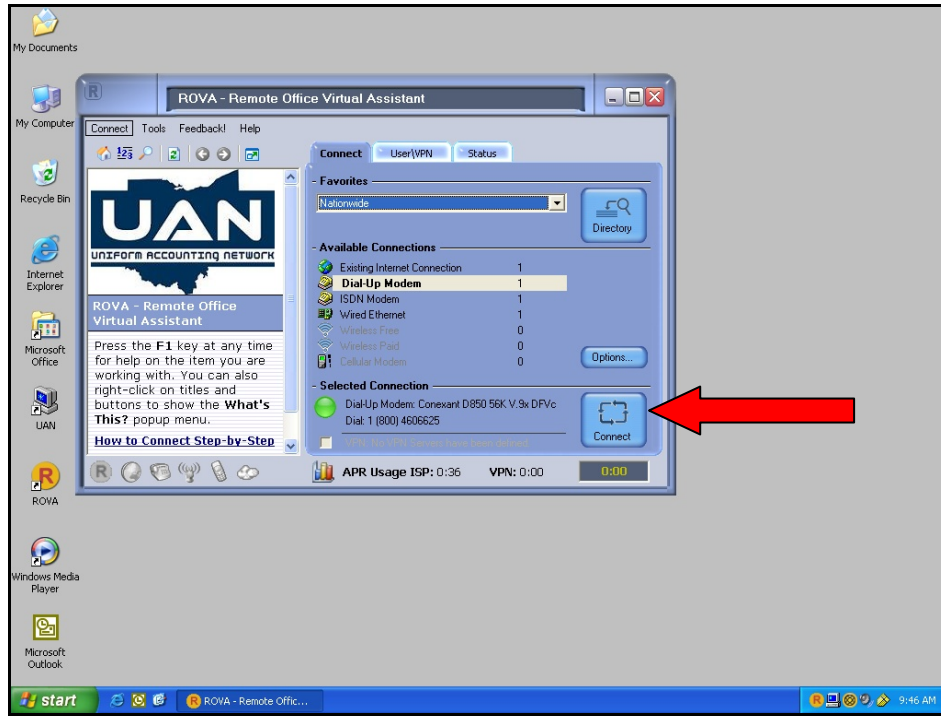 My Documents
My Computer
Recycle Bin
Internet
Explorer
Microsoft
Office
UAN
ROVA
Windows Media
Player
Microsoft
Outlook
R
ROVA - Remote Office Virtual Assistant
Connect Tools Feedback! Help
123
UAN
UNIFORM ACCOUNTING NETWORK
ROVA - Remote Office
Virtual Assistant
Press the F1 key at any time
for help on the item you are
working with. You can also
right-click on titles and
buttons to show the What's
This? popup menu.
How to Connect Step-by-Step
Connect User\VPN Status
Favorites
Nationwide
Directory
Available Connections
Existing Internet Connection 1
Dial-Up Modem 1
ISDN Modem 1
Wired Ethernet 1
Wireless Free 0
Wireless Paid 0
Cellular Modem 0
Options...
Selected Connection
Dial-Up Modem: Conexant D850 56K V.9x DFVc
Dial: 1 (800) 4606625
VPN: No VPN Servers have been defined
Connect
R
APR Usage ISP: 0:36 VPN: 0:00 0:00
start
ROVA - Remote Offic...
9:46 AM